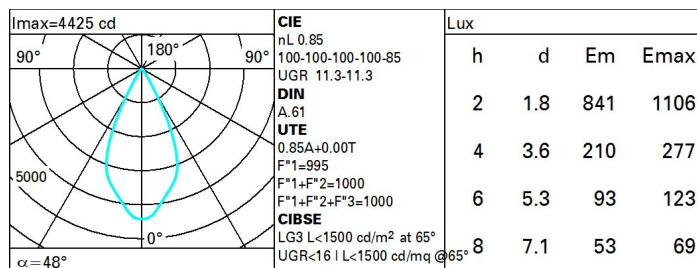 Imax=4425 cd
90°
180°
90°
5000
0°
α=48°
CIE
nL 0.85
100-100-100-100-85
UGR 11.3-11.3
DIN
A.61
UTE
0.85A+0.00T
F"1=995
F"1+F"2=1000
F"1+F"2+F"3=1000
CIBSE
LG3 L<1500 cd/m² at 65°
UGR<16 | L<1500 cd/mq @65°
Lux
h d Em Emax
2 1.8 841 1106
4 3.6 210 277
6 5.3 93 123
8 7.1 53 69